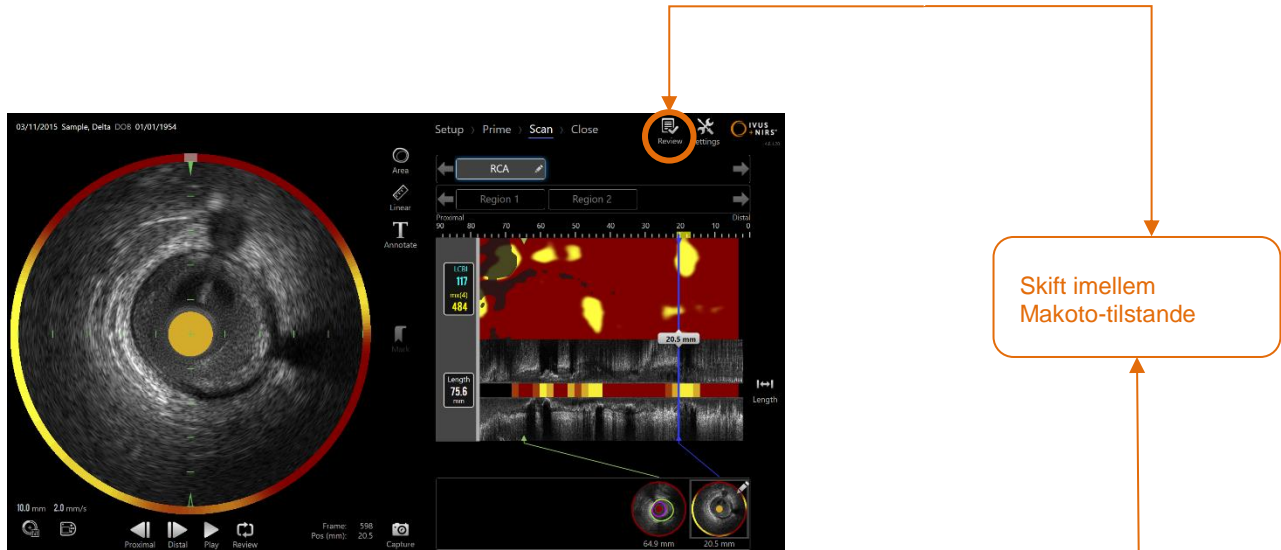 03/11/2015 Sample, Delta DOB 01/01/1954
Setup Prime Scan Close
Review
Settings
IVUS
+NIRS
Area
Linear
T
Annotate
Mark
RCA
Region 1 Region 2
Proximal Distal
90 80 70 60 50 40 30 20 10 0
LCBI
117
mx(4)
484
20.5 mm
Length
75.6
mm
Length
10.0 mm 2.0 mm/s
Proximal Distal Play Review
Frame: 598
Pos (mm): 20.5
Capture
64.9 mm 20.5 mm
Skift imellem
Makoto-tilstande